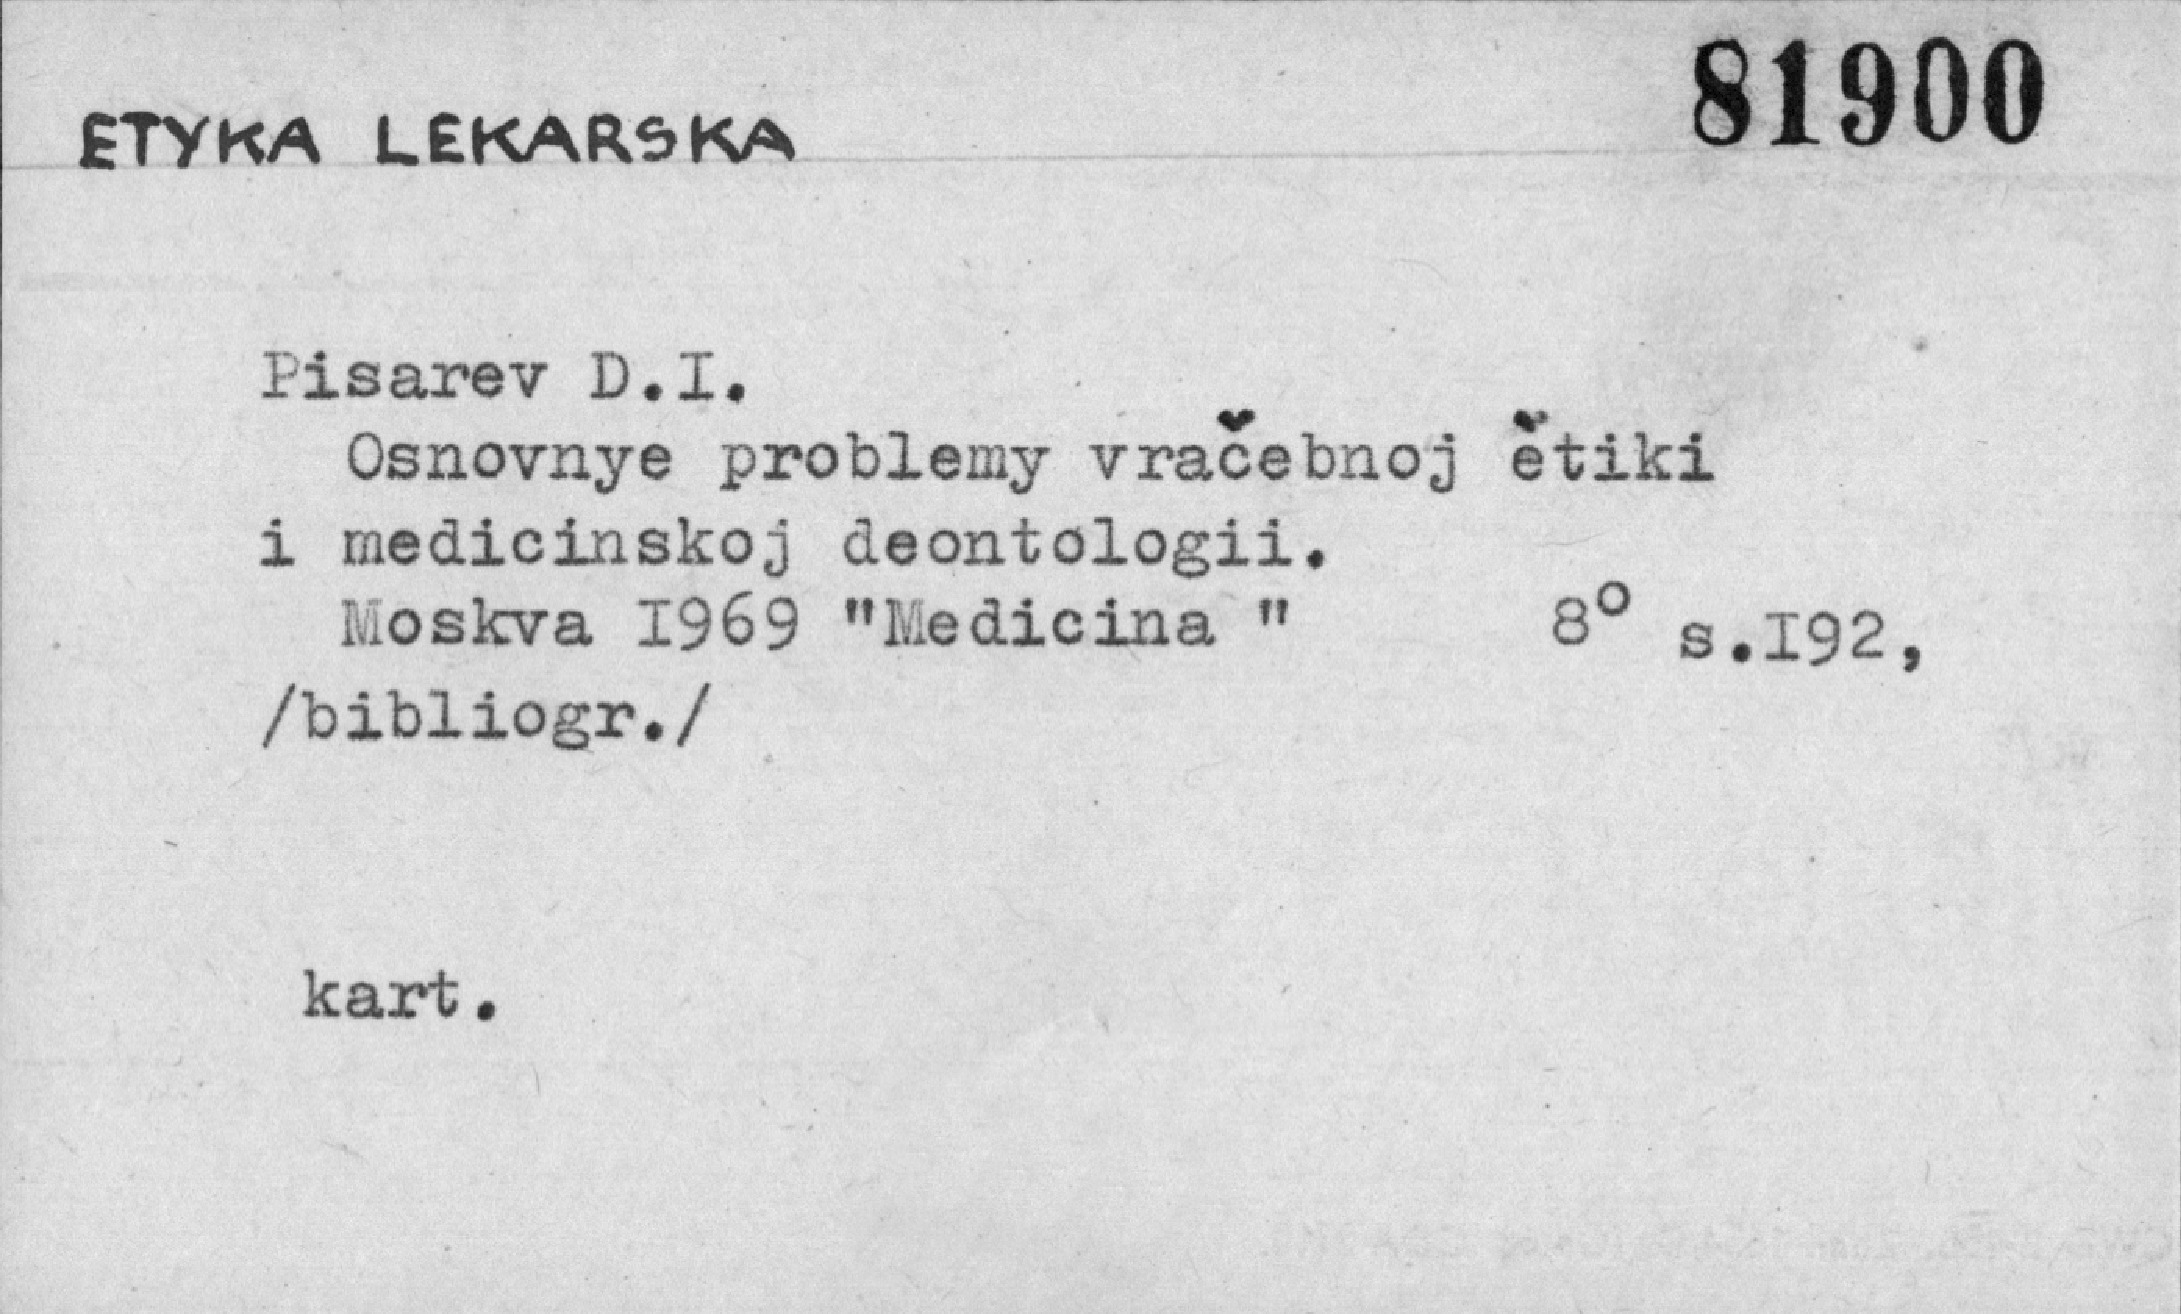 81900
ETYKA LEKARSKA
Pisarev D.I.
Osnovnye problemy vračebnoj ětiki
i medicinskoj deontologii.
Moskva I969 "Medicina " 8° s.I92,
/bibliogr./
kart.